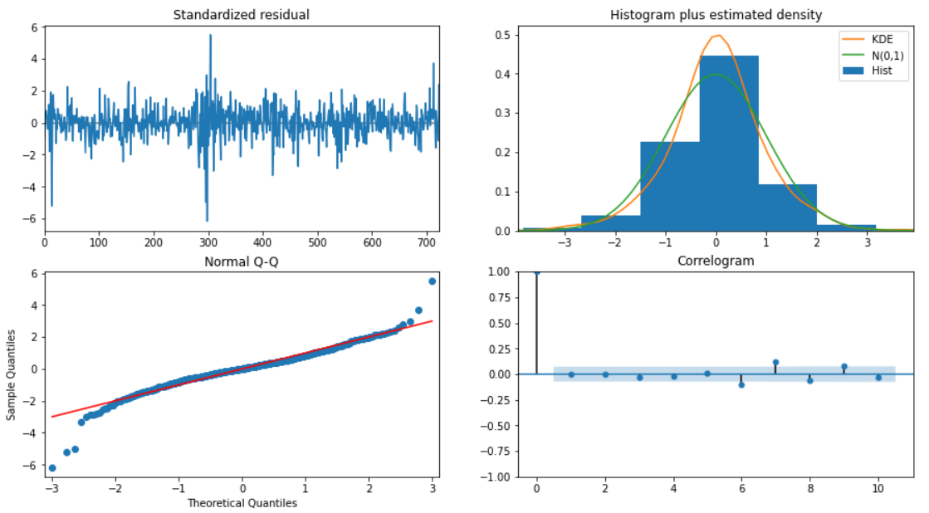 Standardized residual
6
4
2
0
−2
−4
−6
0 100 200 300 400 500 600 700
Histogram plus estimated density
KDE
N(0,1)
Hist
0.5
0.4
0.3
0.2
0.1
0.0
−3 −2 −1 0 1 2 3
Normal Q-Q
Sample Quantiles
6
4
2
0
−2
−4
−6
−3 −2 −1 0 1 2 3
Theoretical Quantiles
Correlogram
1.00
0.75
0.50
0.25
0.00
−0.25
−0.50
−0.75
−1.00
0 2 4 6 8 10